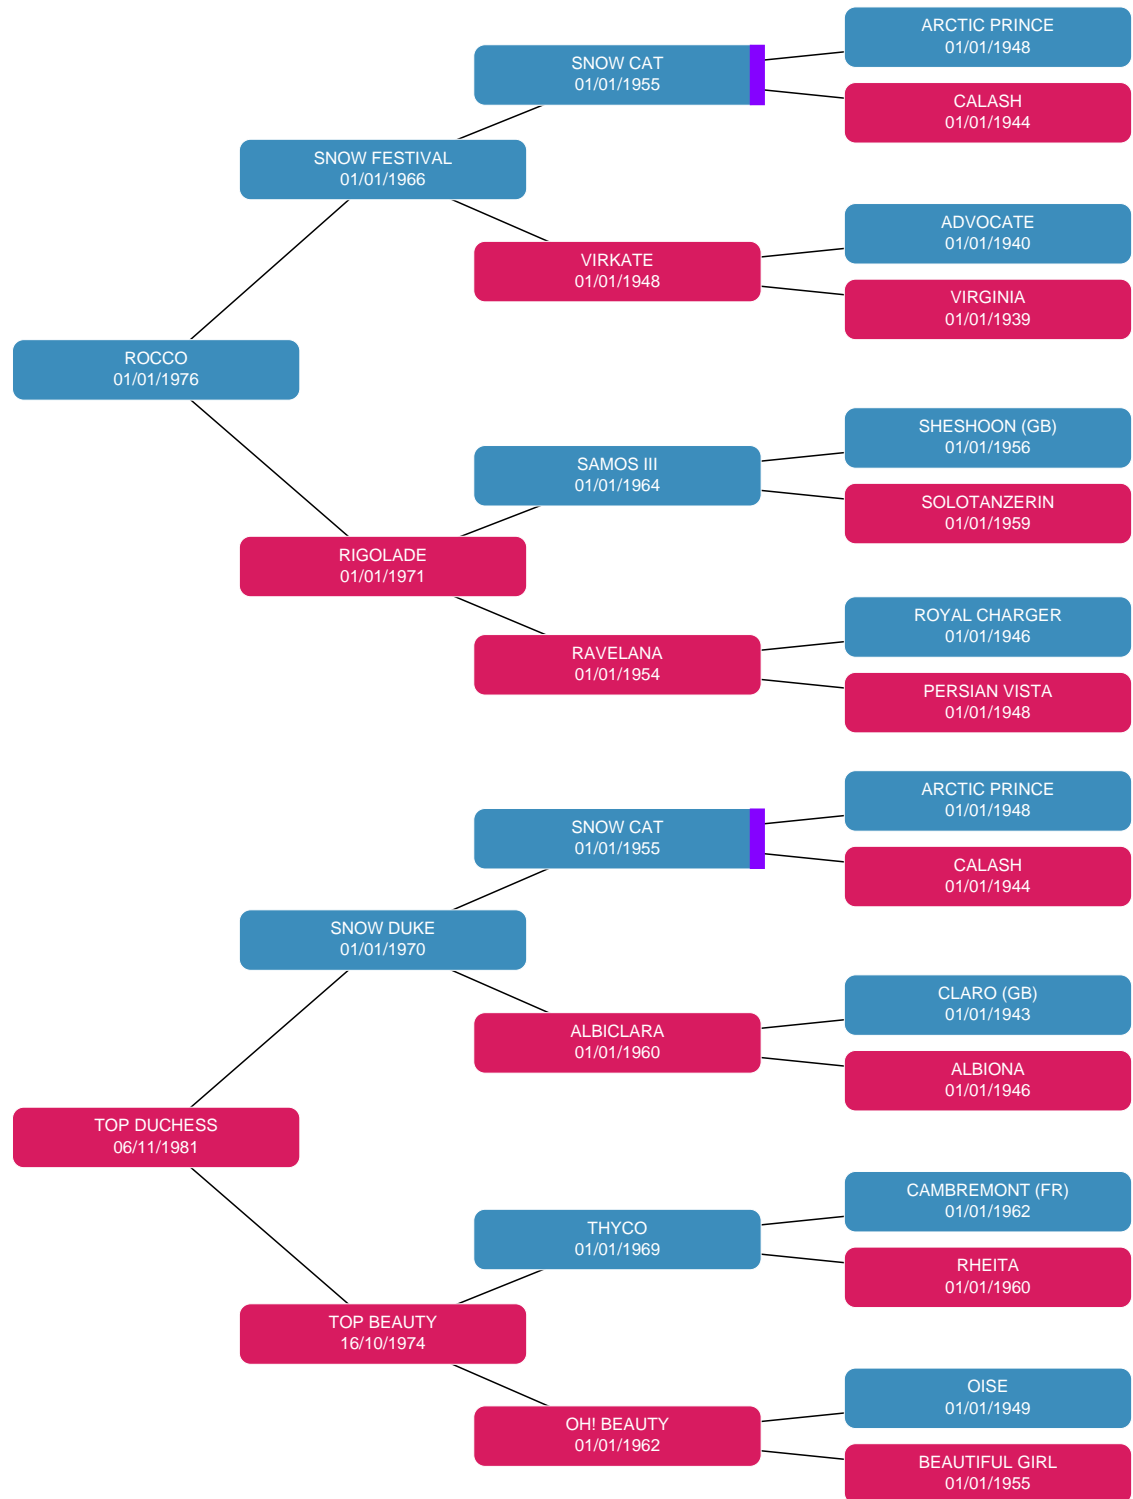 ARCTIC PRINCE
01/01/1948
SNOW CAT
01/01/1955
CALASH
01/01/1944
SNOW FESTIVAL
01/01/1966
ADVOCATE
01/01/1940
VIRKATE
01/01/1948
VIRGINIA
01/01/1939
ROCCO
01/01/1976
SHESHOON (GB)
01/01/1956
SAMOS III
01/01/1964
SOLOTANZERIN
01/01/1959
RIGOLADE
01/01/1971
ROYAL CHARGER
01/01/1946
RAVELANA
01/01/1954
PERSIAN VISTA
01/01/1948
ARCTIC PRINCE
01/01/1948
SNOW CAT
01/01/1955
CALASH
01/01/1944
SNOW DUKE
01/01/1970
CLARO (GB)
01/01/1943
ALBICLARA
01/01/1960
ALBIONA
01/01/1946
TOP DUCHESS
06/11/1981
CAMBREMONT (FR)
01/01/1962
THYCO
01/01/1969
RHEITA
01/01/1960
TOP BEAUTY
16/10/1974
OISE
01/01/1949
OH! BEAUTY
01/01/1962
BEAUTIFUL GIRL
01/01/1955